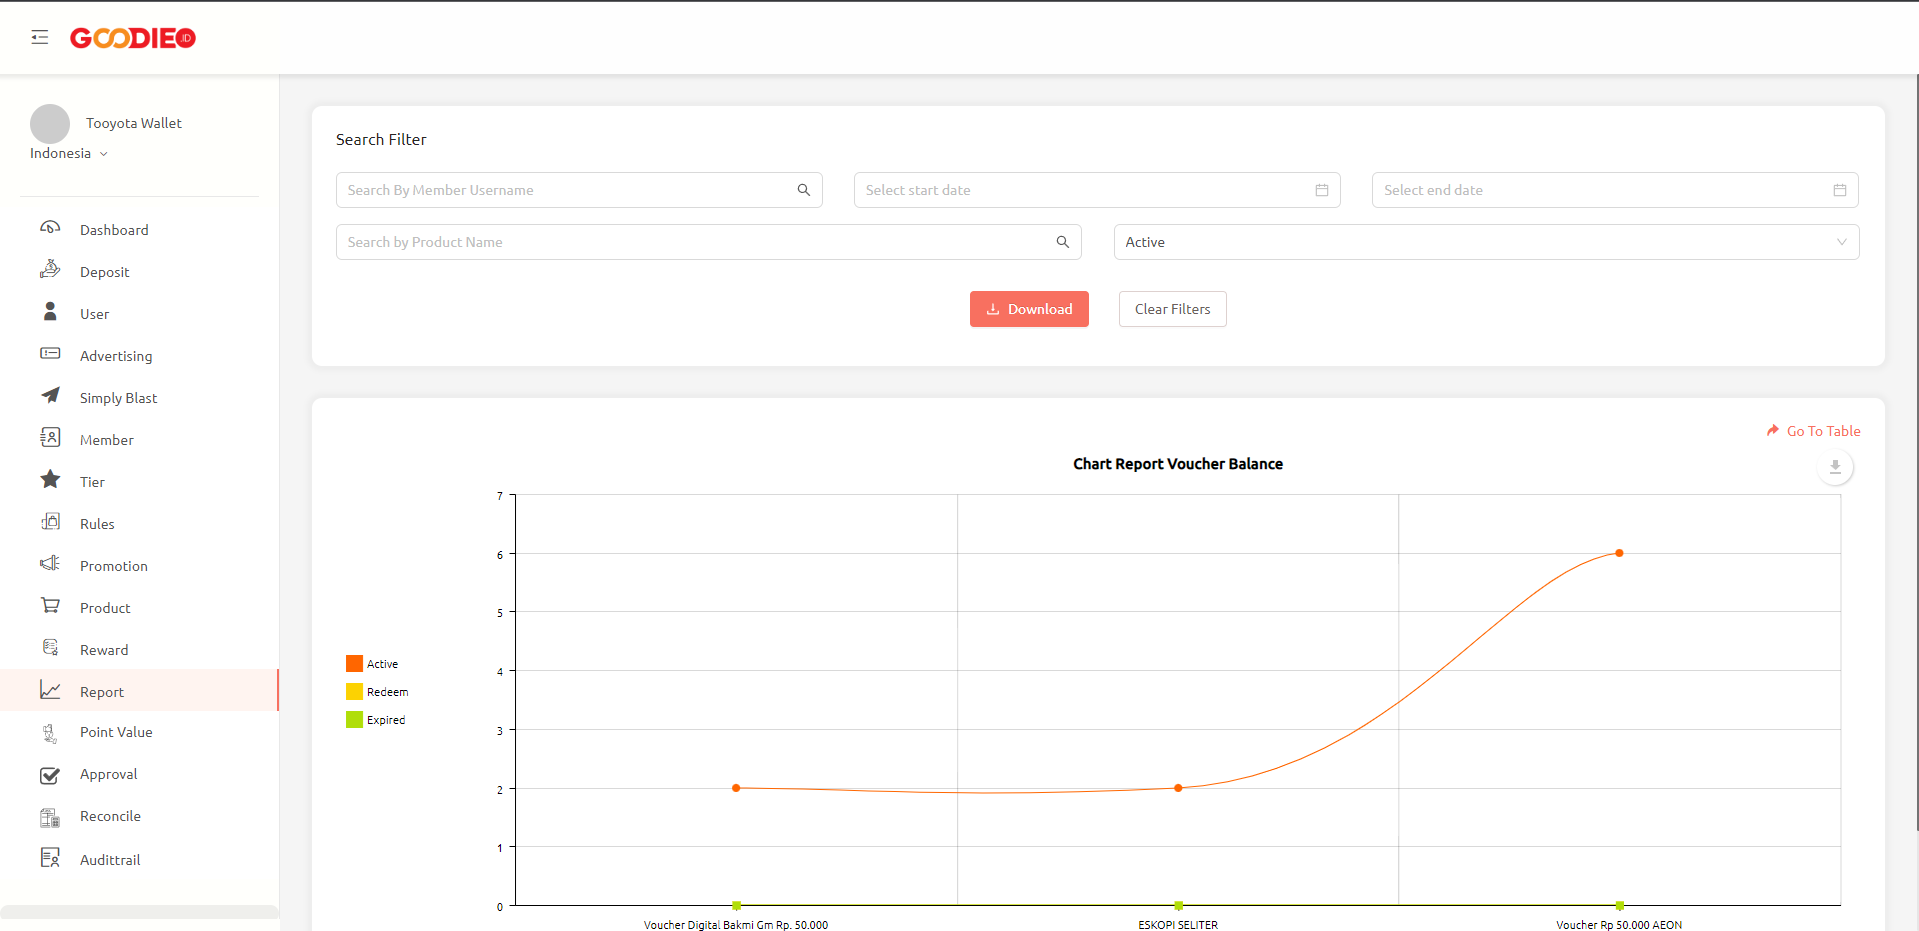 GOODIE.ID
Tooyota Wallet
Indonesia
Dashboard
Deposit
User
Advertising
Simply Blast
Member
Tier
Rules
Promotion
Product
Reward
Report
Point Value
Approval
Reconcile
Audittrail
Search Filter
Search By Member Username
Select start date
Select end date
Search by Product Name
Active
Download
Clear Filters
Go To Table
Chart Report Voucher Balance
7
6
5
4
3
2
1
0
Active
Redeem
Expired
Voucher Digital Bakmi Gm Rp. 50.000
ESKOPI SELITER
Voucher Rp 50.000 AEON